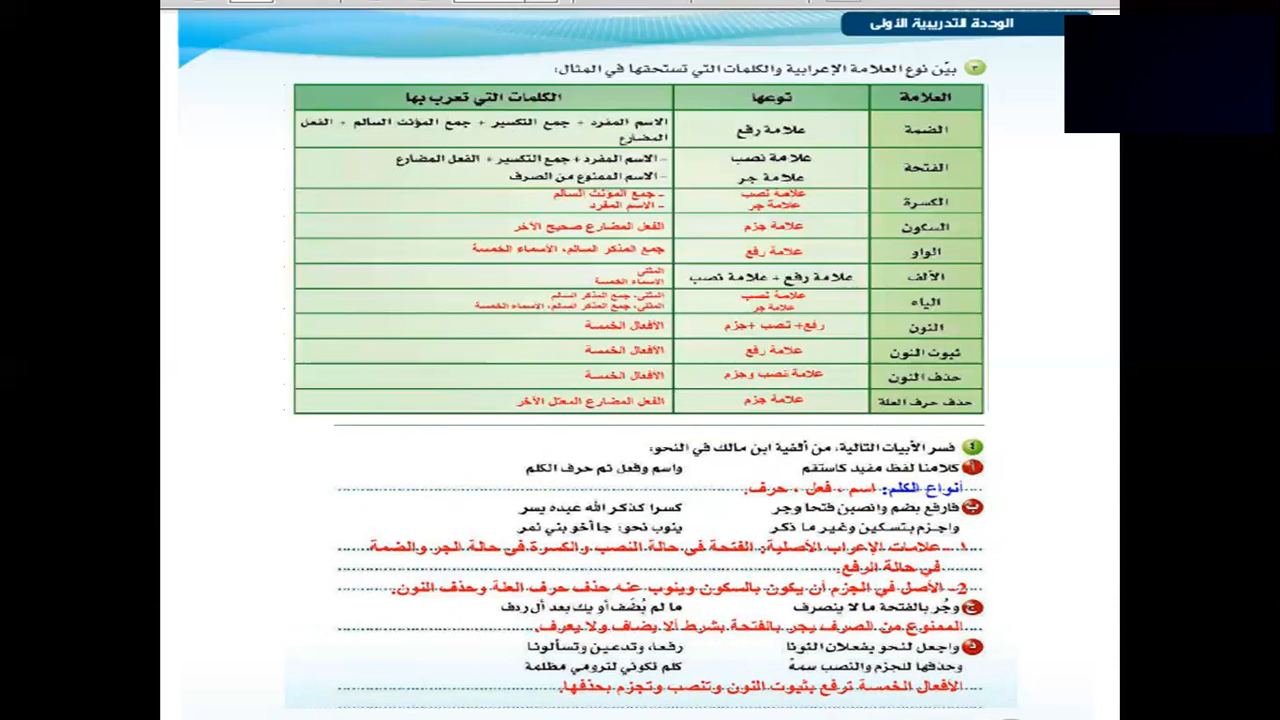 الوحدة التدريبية الأولى
٣ بيّن نوع العلامة الإعرابية والكلمات التي تستحقها في المثال:
العلامة نوعها الكلمات التي تعرب بها
الضمة علامة رفع الاسم المفرد + جمع التكسير + جمع المؤنث السالم + الفعل
المضارع
الفتحة علامة نصب – الاسم المفرد + جمع التكسير + الفعل المضارع
علامة جر – الاسم الممنوع من الصرف
الكسرة علامة نصب – جمع المؤنث السالم
علامة جر – الاسم المفرد
السكون علامة جزم الفعل المضارع صحيح الآخر
الواو علامة رفع جمع المذكر السالم، الأسماء الخمسة
الألف علامة رفع + علامة نصب المثنى
الأسماء الخمسة
الياء علامة نصب المثنى، جمع المذكر السالم
علامة جر المثنى، جمع المذكر السالم، الأسماء الخمسة
النون رفع+ نصب +جزم الأفعال الخمسة
ثبوت النون علامة رفع الأفعال الخمسة
حذف النون علامة نصب وجزم الأفعال الخمسة
حذف حرف العلة علامة جزم الفعل المضارع المعتل الآخر
٤ فسر الأبيات التالية، من ألفية ابن مالك في النحو:
أ كلامنا لفظ مفيد كاستقم واسم وفعل ثم حرف الكلم
أنواع الكلم: اسم ، فعل ، حرف.
ب فارفع بضم وانصبن فتحا وجر كسرا كذكر الله عبده يسر
واجزم بتسكين وغير ما ذكر ينوب نحو: جا أخو بني نمر
١ – علامات الإعراب الأصلية: الفتحة في حالة النصب والكسرة في حالة الجر والضمة
في حالة الرفع.
2– الأصل في الجزم أن يكون بالسكون وينوب عنه حذف حرف العلة وحذف النون.
ج وجُر بالفتحة ما لا ينصرف ما لم يُضَف أو يك بعد أل ردف
الممنوع من الصرف يجر بالفتحة بشرط ألا يضاف ولا يعرف.
د واجعل لنحو يفعلان النونا رفعا، وتدعين وتسألونا
وحذفها للجزم والنصب سمةْ كلم تكوني لترومي مظلمة
الأفعال الخمسة ترفع بثبوت النون وتنصب وتجزم بحذفها.